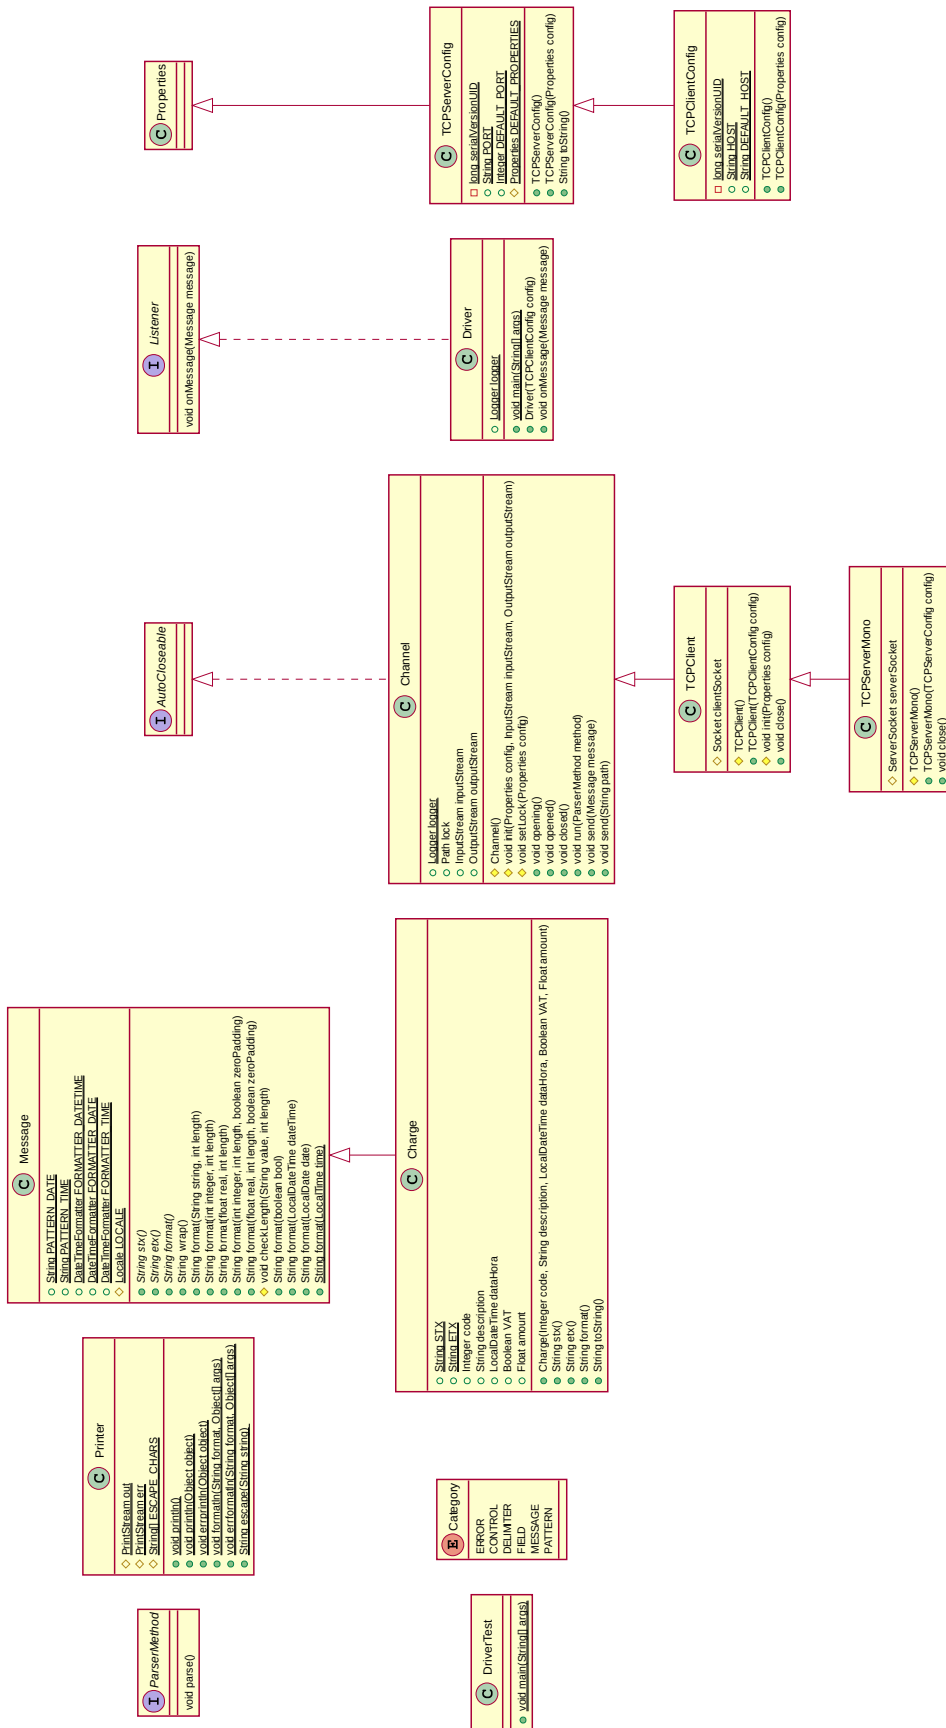 I ParserMethod
void parse()
C Printer
PrintStream out
PrintStream err
String[] ESCAPE_CHARS
void println()
void println(Object object)
void errprintln(Object object)
void formatln(String format, Object[] args)
void errformatln(String format, Object[] args)
String escape(String string)
C Message
String PATTERN_DATE
String PATTERN_TIME
DateTimeFormatter FORMATTER_DATETIME
DateTimeFormatter FORMATTER_DATE
DateTimeFormatter FORMATTER_TIME
Locale LOCALE
String stx()
String etx()
String format()
String wrap()
String format(String string, int length)
String format(int integer, int length)
String format(float real, int length)
String format(int integer, int length, boolean zeroPadding)
String format(float real, int length, boolean zeroPadding)
void checkLength(String value, int length)
String format(boolean bool)
String format(LocalDateTime dateTime)
String format(LocalDate date)
String format(LocalTime time)
I AutoCloseable
I Listener
void onMessage(Message message)
C Properties
C DriverTest
void main(String[] args)
E Category
ERROR
CONTROL
DELIMITER
FIELD
MESSAGE
PATTERN
C Charge
String STX
String ETX
Integer code
String description
LocalDateTime dataHora
Boolean VAT
Float amount
Charge(Integer code, String description, LocalDateTime dataHora, Boolean VAT, Float amount)
String stx()
String etx()
String format()
String toString()
C Channel
Logger logger
Path lock
InputStream inputStream
OutputStream outputStream
Channel()
void init(Properties config, InputStream inputStream, OutputStream outputStream)
void setLock(Properties config)
void opening()
void opened()
void closed()
void run(ParserMethod method)
void send(Message message)
void send(String path)
C Driver
Logger logger
void main(String[] args)
Driver(TCPClientConfig config)
void onMessage(Message message)
C TCPServerConfig
long serialVersionUID
String PORT
Integer DEFAULT_PORT
Properties DEFAULT_PROPERTIES
TCPServerConfig()
TCPServerConfig(Properties config)
String toString()
C TCPClient
Socket clientSocket
TCPClient()
TCPClient(TCPClientConfig config)
void init(Properties config)
void close()
C TCPClientConfig
long serialVersionUID
String HOST
String DEFAULT_HOST
TCPClientConfig()
TCPClientConfig(Properties config)
C TCPServerMono
ServerSocket serverSocket
TCPServerMono()
TCPServerMono(TCPServerConfig config)
void close()